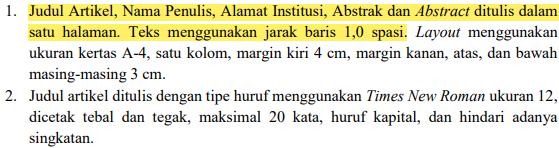 1. Judul Artikel, Nama Penulis, Alamat Institusi, Abstrak dan Abstract ditulis dalam
satu halaman. Teks menggunakan jarak baris 1,0 spasi. Layout menggunakan
ukuran kertas A-4, satu kolom, margin kiri 4 cm, margin kanan, atas, dan bawah
masing-masing 3 cm.
2. Judul artikel ditulis dengan tipe huruf menggunakan Times New Roman ukuran 12,
dicetak tebal dan tegak, maksimal 20 kata, huruf kapital, dan hindari adanya
singkatan.